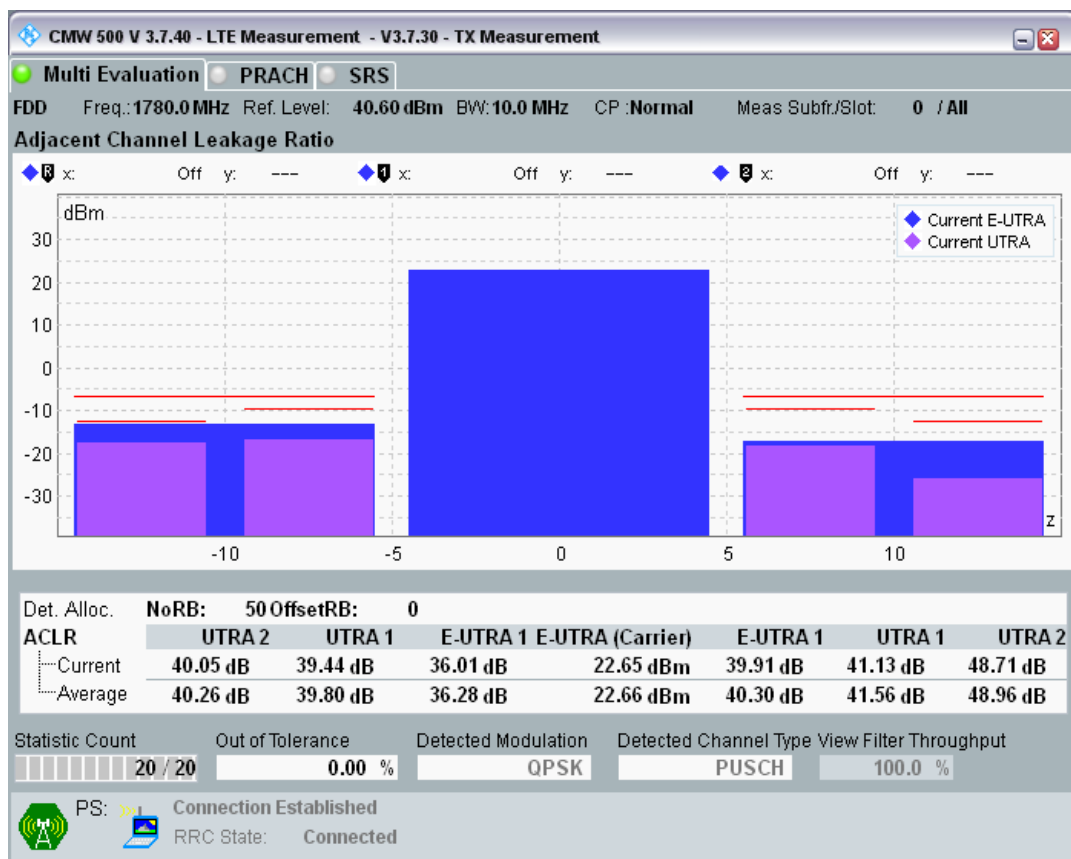 CMW 500 V 3.7.40 - LTE Measurement - V3.7.30 - TX Measurement
Multi Evaluation PRACH SRS
FDD Freq.: 1780.0 MHz Ref. Level: 40.60 dBm BW: 10.0 MHz CP : Normal Meas Subfr./Slot: 0 / All
Adjacent Channel Leakage Ratio
R x: Off y: --- 1 x: Off y: --- 2 x: Off y: ---
dBm
Current E-UTRA
Current UTRA
30
20
10
0
-10
-20
-30
z
-10 -5 0 5 10
Det. Alloc. NoRB: 50 OffsetRB: 0
ACLR UTRA 2 UTRA 1 E-UTRA 1 E-UTRA (Carrier) E-UTRA 1 UTRA 1 UTRA 2
Current 40.05 dB 39.44 dB 36.01 dB 22.65 dBm 39.91 dB 41.13 dB 48.71 dB
Average 40.26 dB 39.80 dB 36.28 dB 22.66 dBm 40.30 dB 41.56 dB 48.96 dB
Statistic Count Out of Tolerance Detected Modulation Detected Channel Type View Filter Throughput
20 / 20 0.00 % QPSK PUSCH 100.0 %
PS: Connection Established
RRC State: Connected